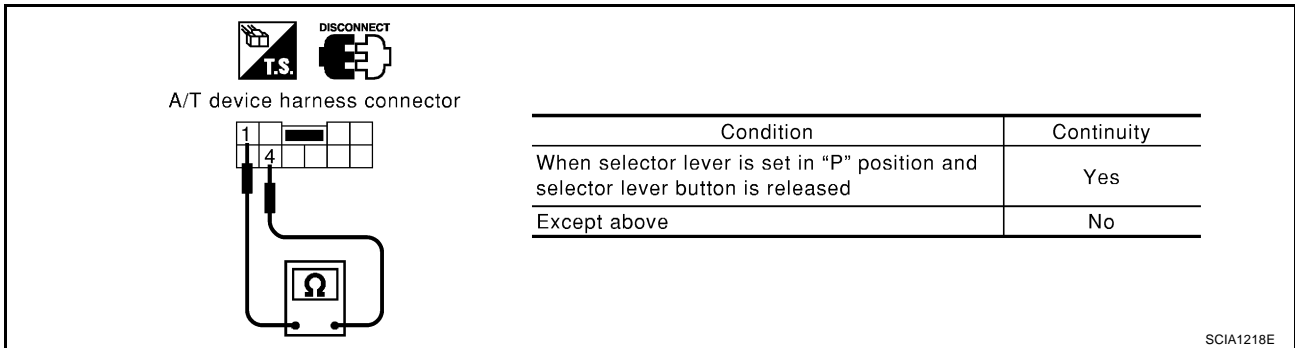 DISCONNECT
T.S.
A/T device harness connector
1
4
Ω
Condition Continuity
When selector lever is set in “P” position and
selector lever button is released
Yes
Except above No
SCIA1218E